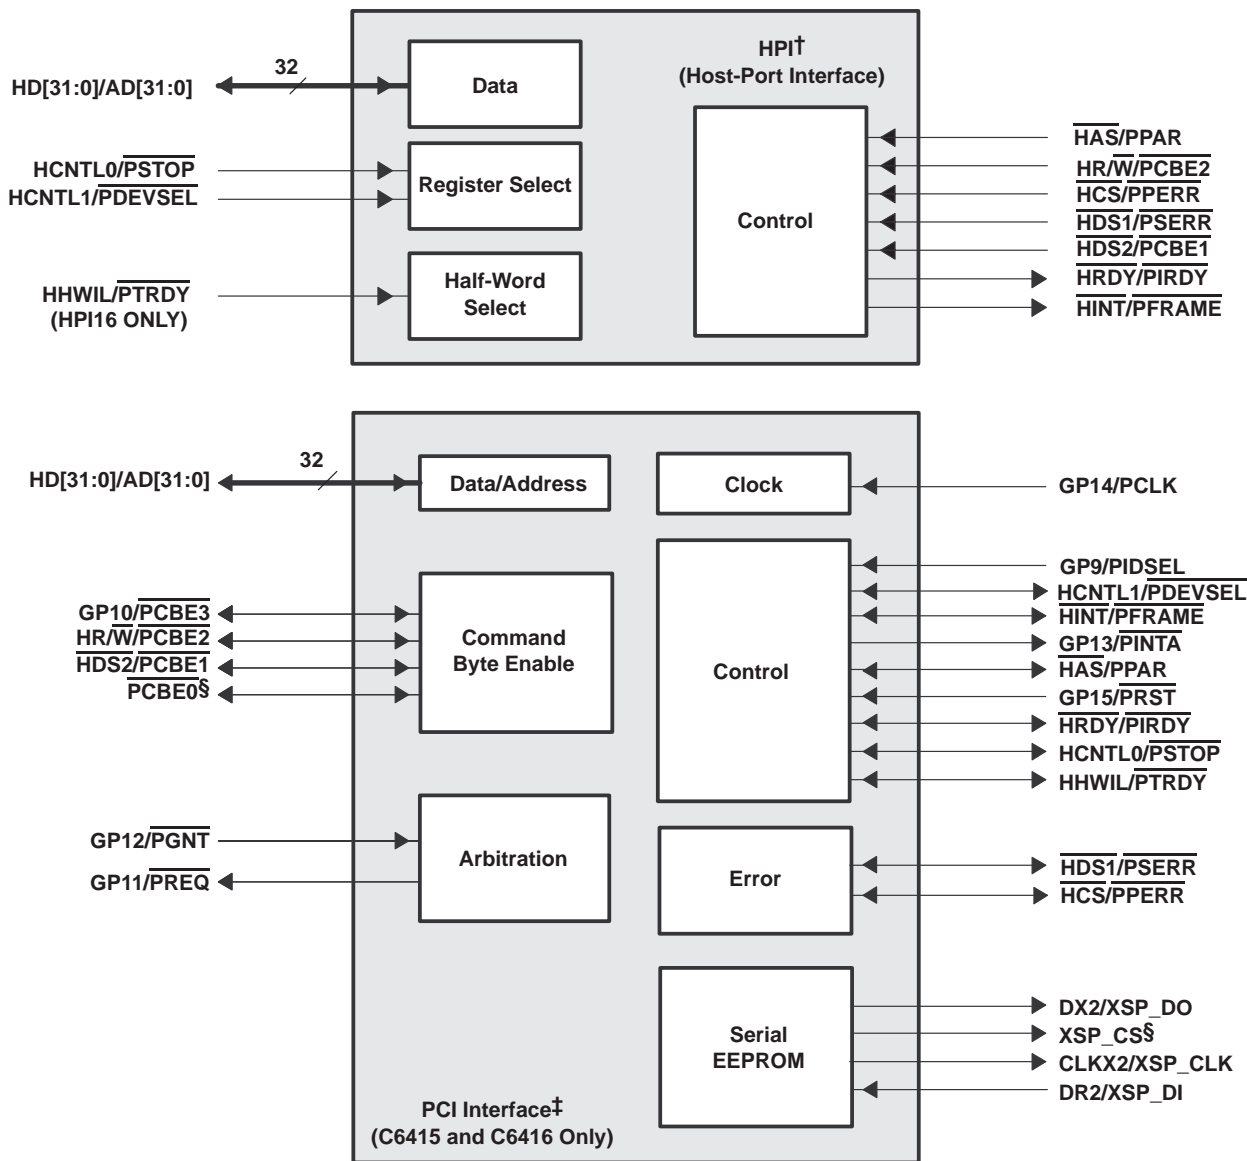 HPI†
(Host-Port Interface)
HD[31:0]/AD[31:0]
32
Data
HCNTL0/PSTOP
HCNTL1/PDEVSEL
Register Select
HHWIL/PTRDY
(HPI16 ONLY)
Half-Word
Select
Control
HAS/PPAR
HR/W/PCBE2
HCS/PPERR
HDS1/PSERR
HDS2/PCBE1
HRDY/PIRDY
HINT/PFRAME
HD[31:0]/AD[31:0]
32
Data/Address
Clock
GP14/PCLK
GP10/PCBE3
HR/W/PCBE2
HDS2/PCBE1
PCBE0§
Command
Byte Enable
Control
GP9/PIDSEL
HCNTL1/PDEVSEL
HINT/PFRAME
GP13/PINTA
HAS/PPAR
GP15/PRST
HRDY/PIRDY
HCNTL0/PSTOP
HHWIL/PTRDY
GP12/PGNT
GP11/PREQ
Arbitration
Error
HDS1/PSERR
HCS/PPERR
Serial
EEPROM
DX2/XSP_DO
XSP_CS§
CLKX2/XSP_CLK
DR2/XSP_DI
PCI Interface‡
(C6415 and C6416 Only)